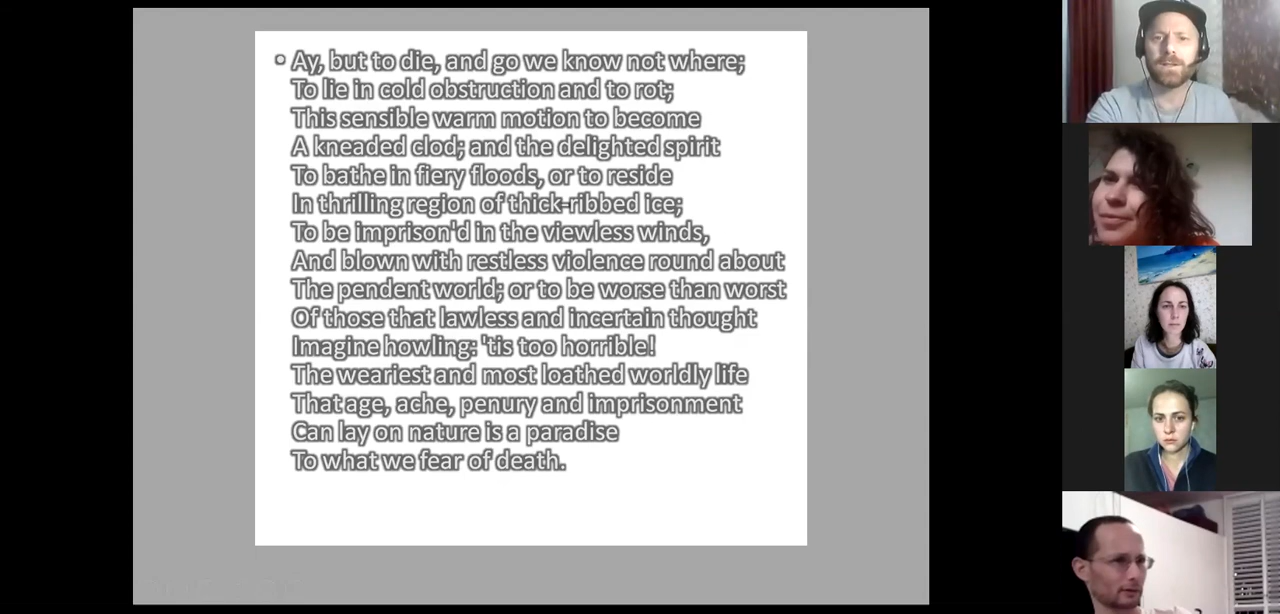 • Ay, but to die, and go we know not where;
To lie in cold obstruction and to rot;
This sensible warm motion to become
A kneaded clod; and the delighted spirit
To bathe in fiery floods, or to reside
In thrilling region of thick-ribbed ice;
To be imprison'd in the viewless winds,
And blown with restless violence round about
The pendent world; or to be worse than worst
Of those that lawless and incertain thought
Imagine howling: 'tis too horrible!
The weariest and most loathed worldly life
That age, ache, penury and imprisonment
Can lay on nature is a paradise
To what we fear of death.